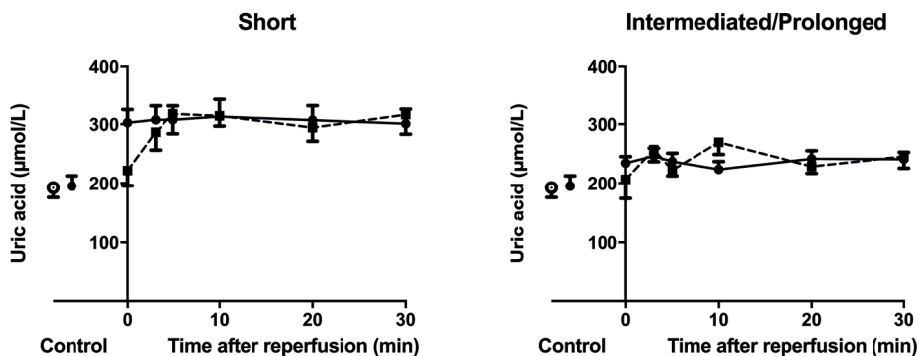 Short
Uric acid (µmol/L)
400
300
200
100
0 10 20 30
Control Time after reperfusion (min)
Intermediated/Prolonged
Uric acid (µmol/L)
400
300
200
100
0 10 20 30
Control Time after reperfusion (min)